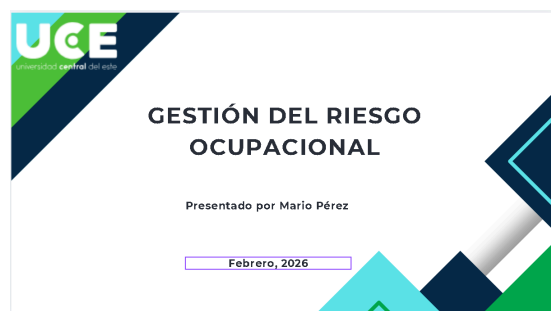 UCE
universidad central del este
GESTIÓN DEL RIESGO
OCUPACIONAL
Presentado por Mario Pérez
Febrero, 2026